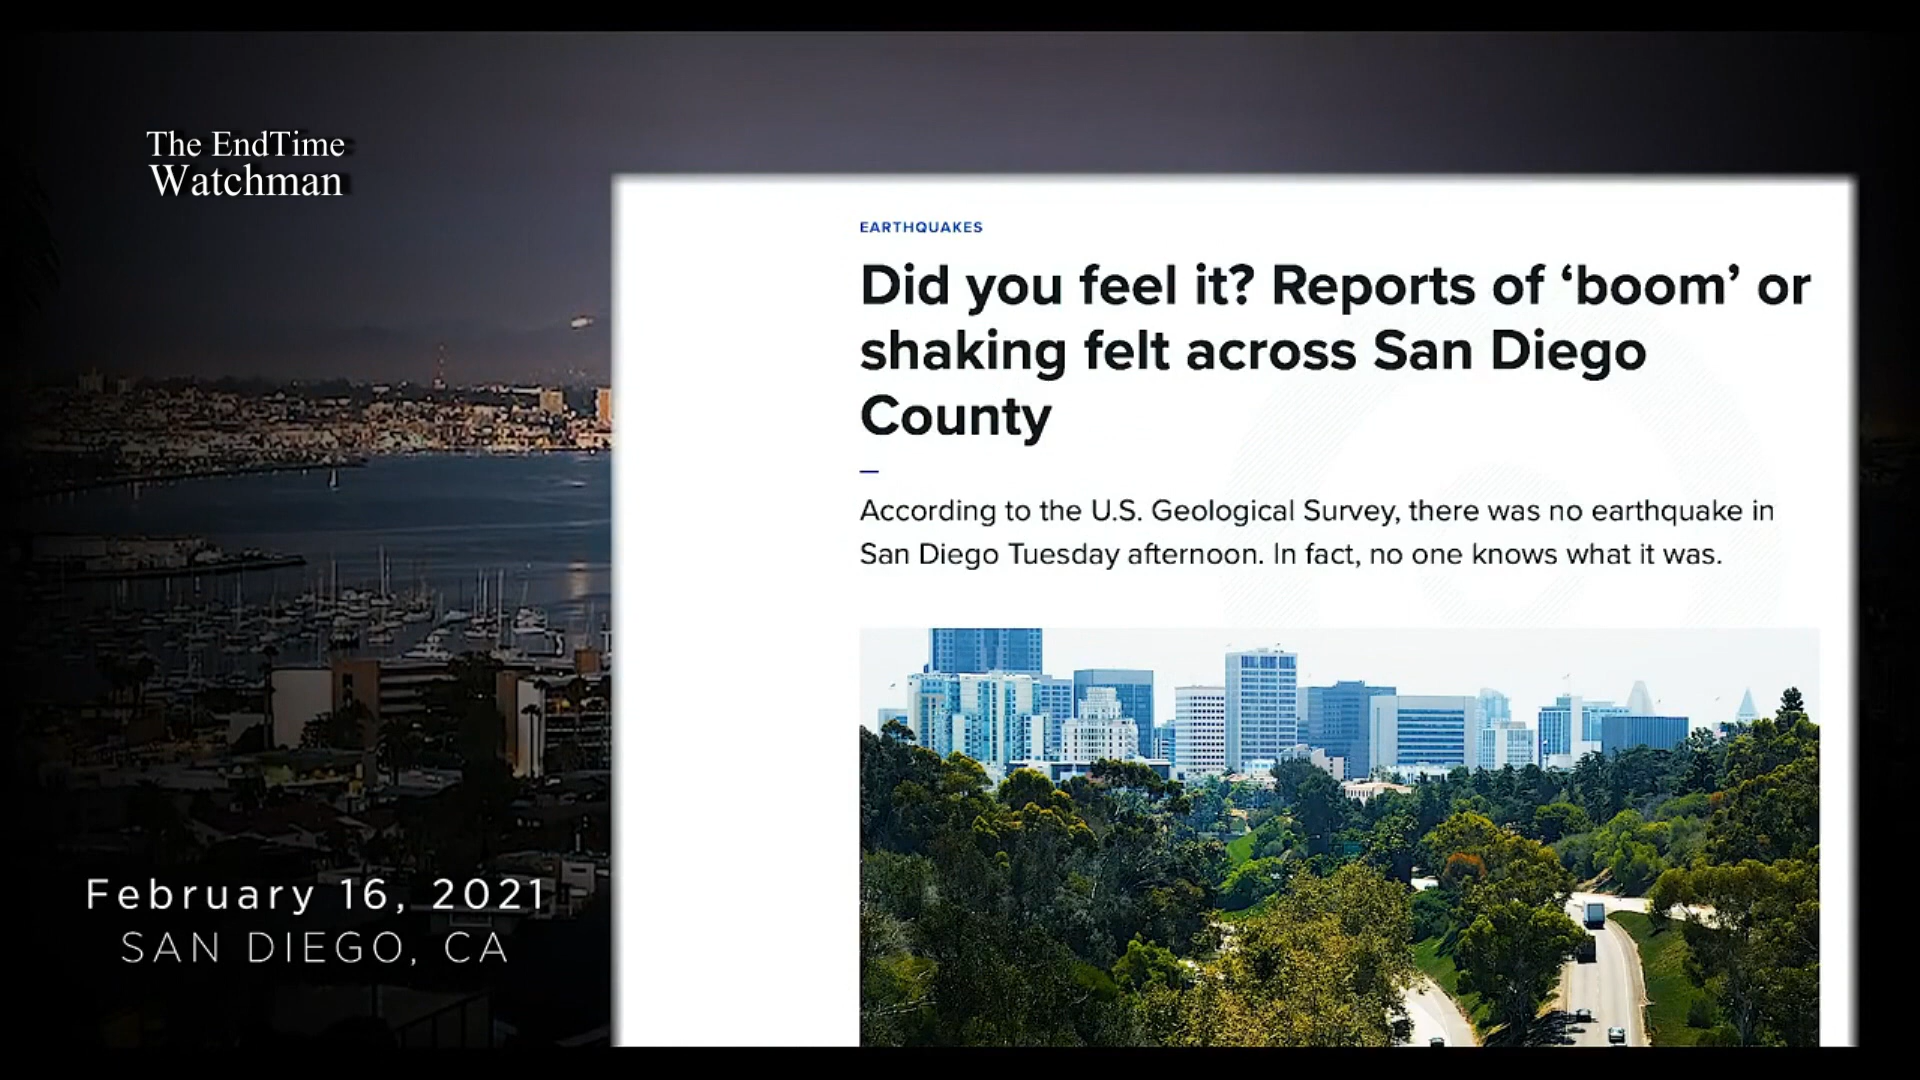 The EndTime
Watchman
EARTHQUAKES
Did you feel it? Reports of ‘boom’ or
shaking felt across San Diego
County
According to the U.S. Geological Survey, there was no earthquake in
San Diego Tuesday afternoon. In fact, no one knows what it was.
February 16, 2021
SAN DIEGO, CA